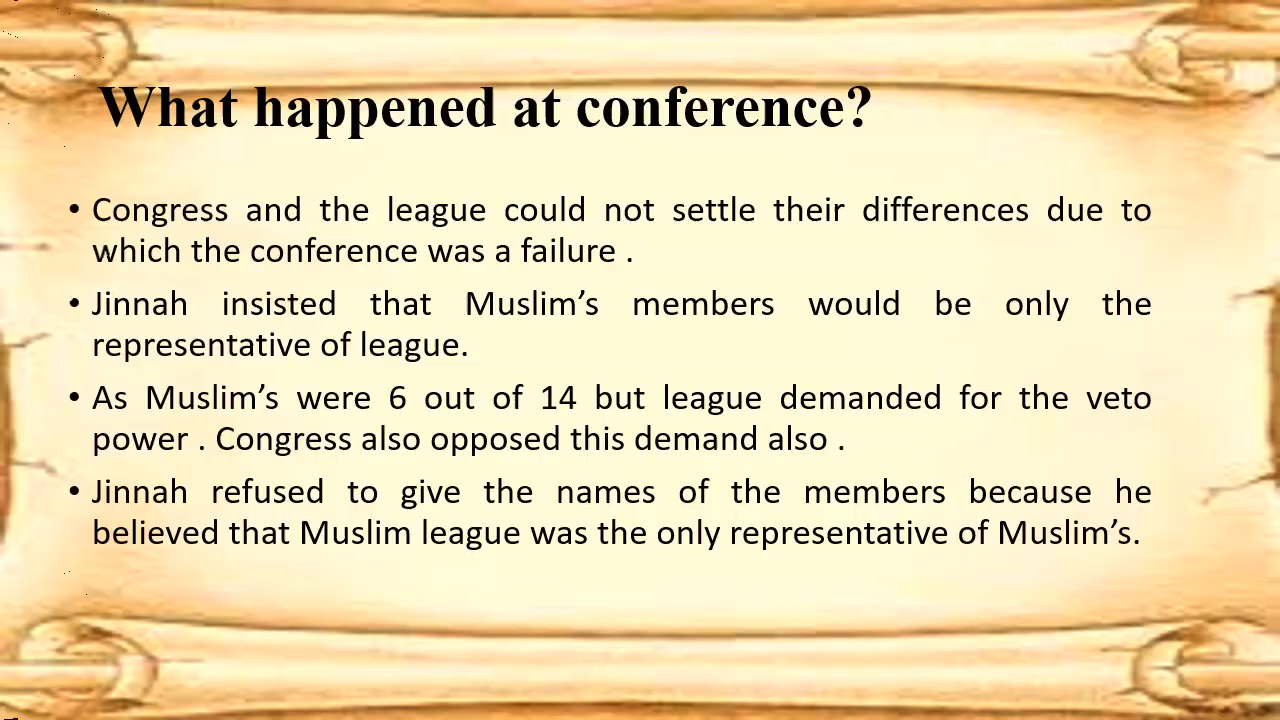 What happened at conference?
• Congress and the league could not settle their differences due to
which the conference was a failure .
• Jinnah insisted that Muslim’s members would be only the
representative of league.
• As Muslim’s were 6 out of 14 but league demanded for the veto
power . Congress also opposed this demand also .
• Jinnah refused to give the names of the members because he
believed that Muslim league was the only representative of Muslim’s.